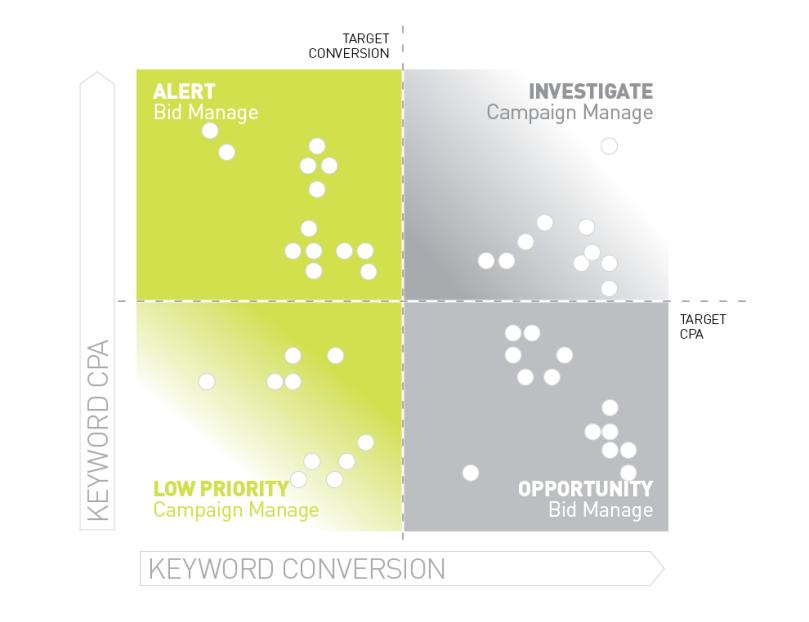 TARGET
CONVERSION
ALERT
Bid Manage
INVESTIGATE
Campaign Manage
TARGET
CPA
KEYWORD CPA
LOW PRIORITY
Campaign Manage
OPPORTUNITY
Bid Manage
KEYWORD CONVERSION